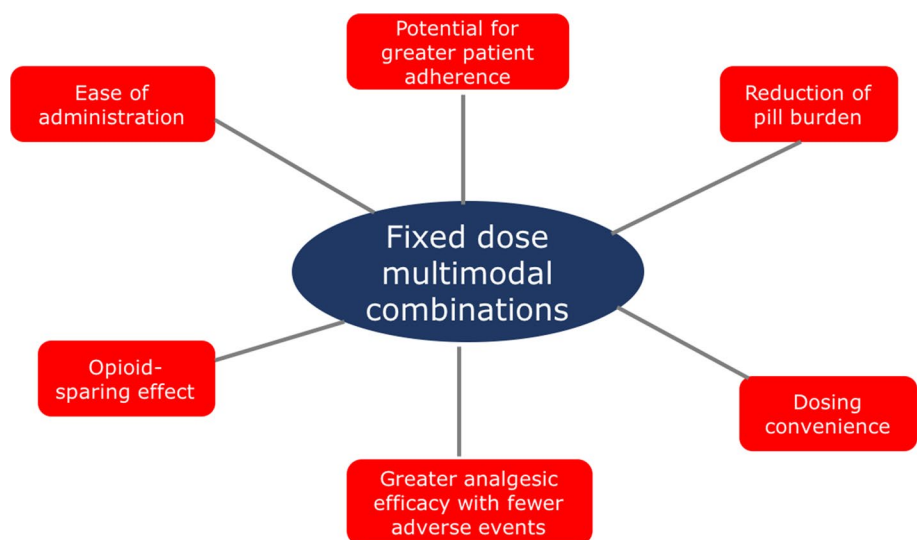 Potential for
greater patient
adherence
Ease of
administration
Reduction of
pill burden
Fixed dose
multimodal
combinations
Opioid-
sparing effect
Dosing
convenience
Greater analgesic
efficacy with fewer
adverse events